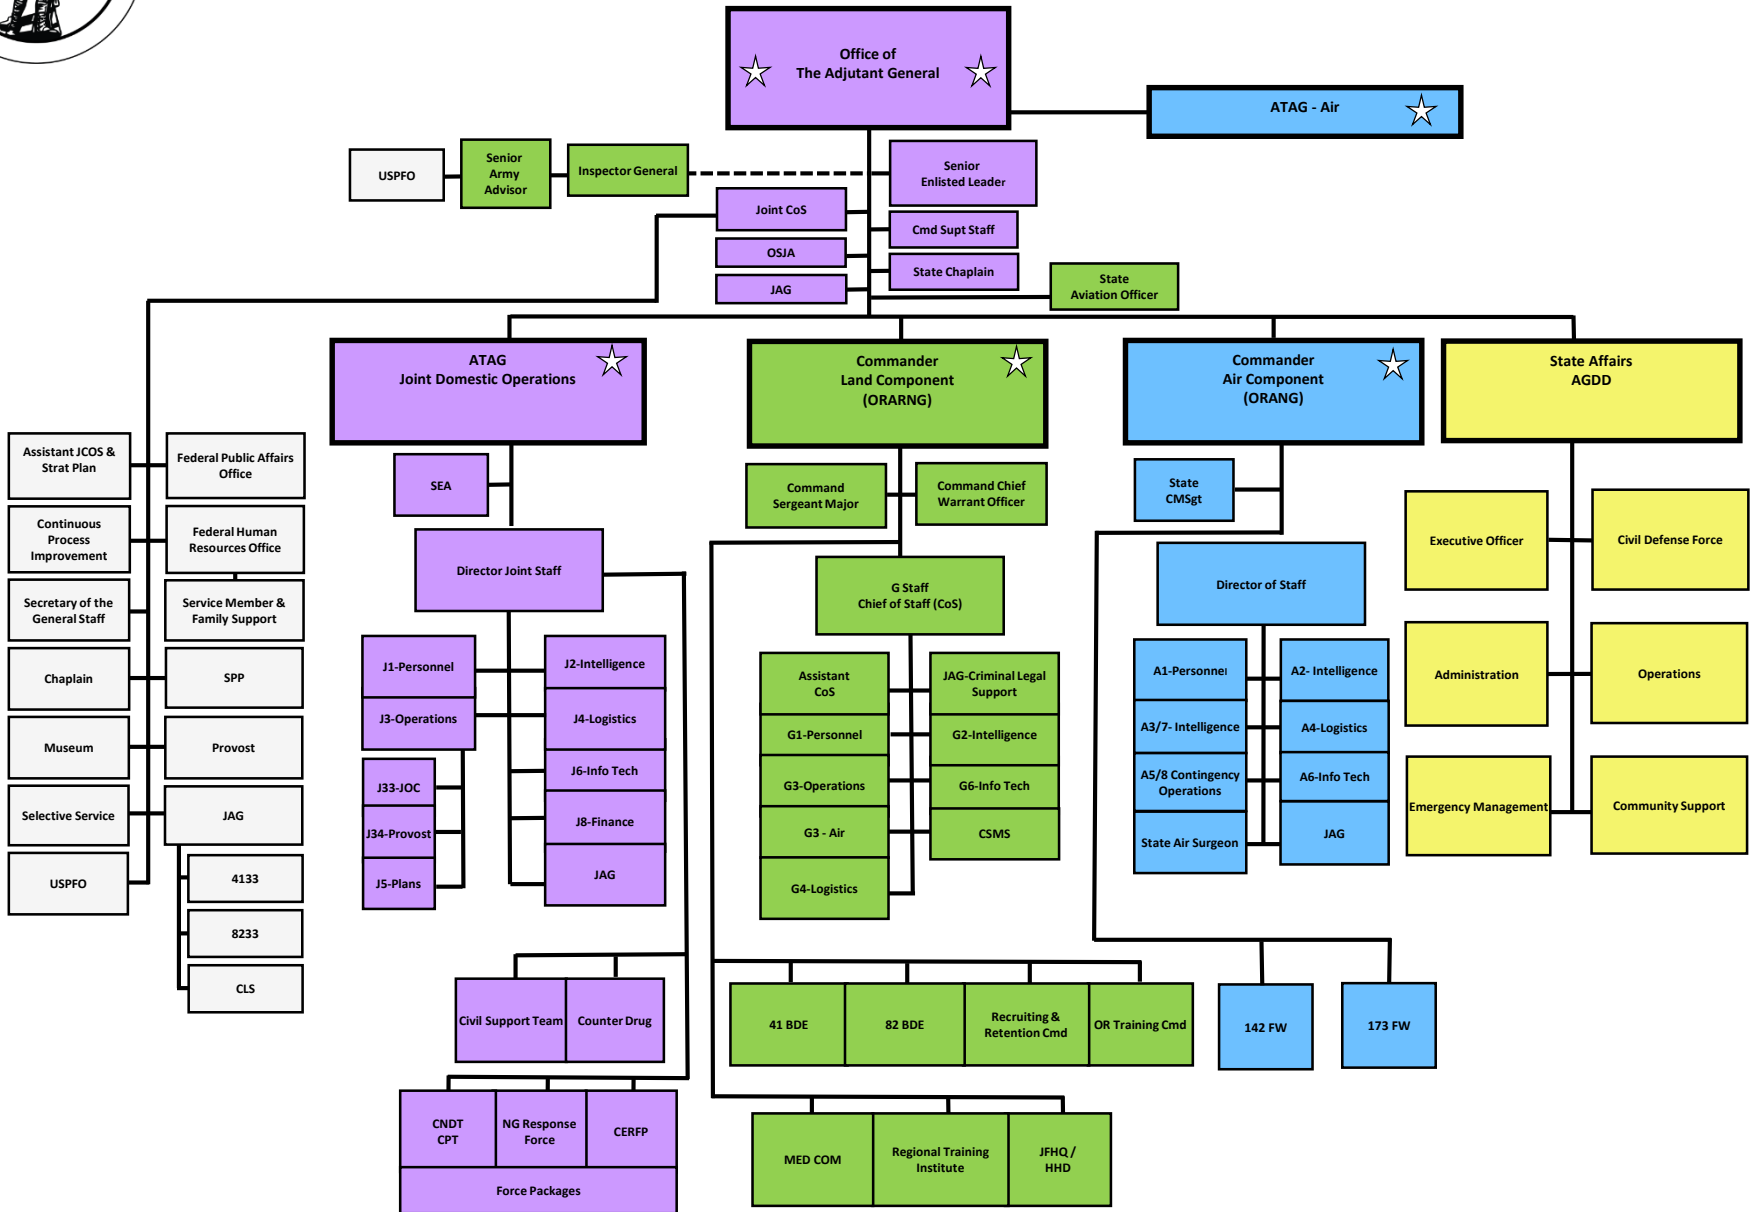 Office of
The Adjutant General
ATAG - Air
USPFO
Senior
Army
Advisor
Inspector General
Senior
Enlisted Leader
Joint CoS
Cmd Supt Staff
OSJA
State Chaplain
JAG
State
Aviation Officer
ATAG
Joint Domestic Operations
Commander
Land Component
(ORARNG)
Commander
Air Component
(ORANG)
State Affairs
AGDD
Assistant JCOS &
Strat Plan
Federal Public Affairs
Office
Continuous
Process
Improvement
Federal Human
Resources Office
Secretary of the
General Staff
Service Member &
Family Support
Chaplain
SPP
Museum
Provost
Selective Service
JAG
USPFO
4133
8233
CLS
SEA
Director Joint Staff
J1-Personnel
J2-Intelligence
J3-Operations
J4-Logistics
J33-JOC
J6-Info Tech
J34-Provost
J8-Finance
J5-Plans
JAG
Civil Support Team
Counter Drug
CNDT
CPT
NG Response
Force
CERFP
Force Packages
Command
Sergeant Major
Command Chief
Warrant Officer
G Staff
Chief of Staff (CoS)
Assistant
CoS
JAG-Criminal Legal
Support
G1-Personnel
G2-Intelligence
G3-Operations
G6-Info Tech
G3 - Air
CSMS
G4-Logistics
41 BDE
82 BDE
Recruiting &
Retention Cmd
OR Training Cmd
MED COM
Regional Training
Institute
JFHQ /
HHD
State
CMSgt
Director of Staff
A1-Personnel
A2- Intelligence
A3/7- Intelligence
A4-Logistics
A5/8 Contingency
Operations
A6-Info Tech
State Air Surgeon
JAG
142 FW
173 FW
Executive Officer
Civil Defense Force
Administration
Operations
Emergency Management
Community Support